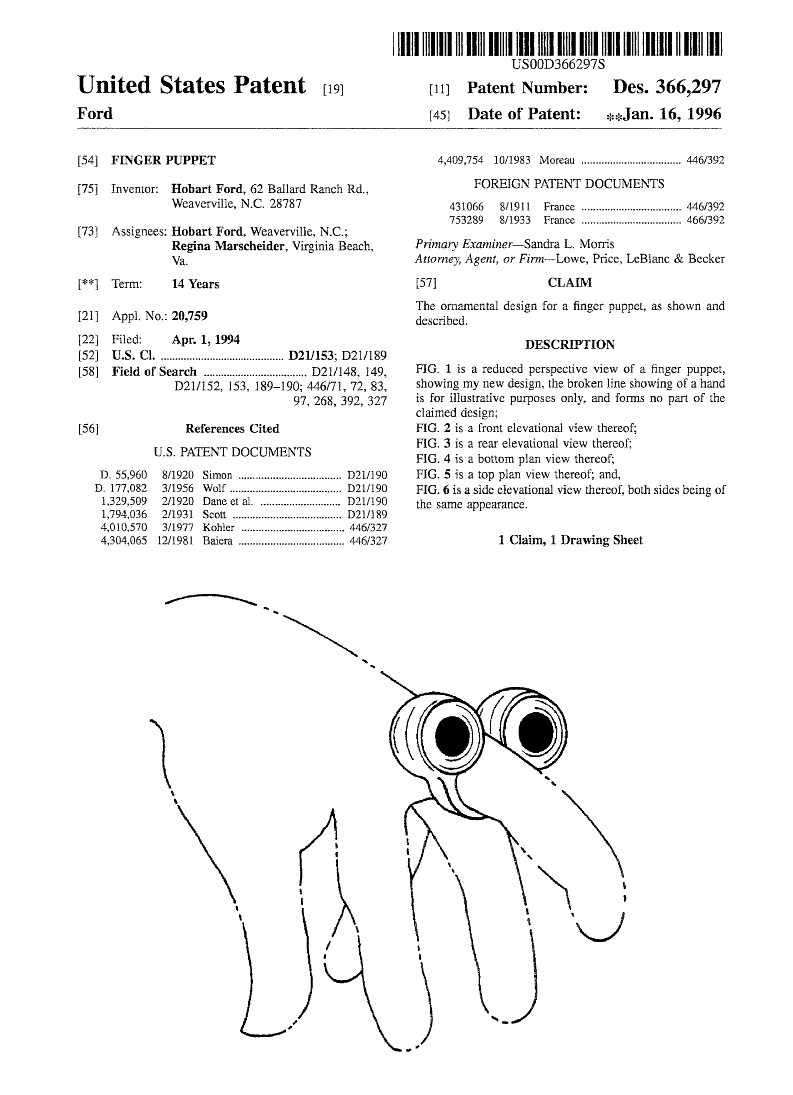 US00D366297S
United States Patent [19]
Ford
[11] Patent Number: Des. 366,297
[45] Date of Patent: **Jan. 16, 1996
[54] FINGER PUPPET
[75] Inventor: Hobart Ford, 62 Ballard Ranch Rd.,
Weaverville, N.C. 28787
[73] Assignees: Hobart Ford, Weaverville, N.C.;
Regina Marscheider, Virginia Beach,
Va.
[**] Term: 14 Years
[21] Appl. No.: 20,759
[22] Filed: Apr. 1, 1994
[52] U.S. Cl. ........................................ D21/153; D21/189
[58] Field of Search .................................. D21/148, 149,
D21/152, 153, 189–190; 446/71, 72, 83,
97, 268, 392, 327
[56] References Cited
U.S. PATENT DOCUMENTS
D. 55,960 8/1920 Simon .................................. D21/190
D. 177,082 3/1956 Wolf .................................... D21/190
1,329,509 2/1920 Dane et al. .......................... D21/190
1,794,036 2/1931 Scott ................................... D21/189
4,010,570 3/1977 Kohler .................................. 446/327
4,304,065 12/1981 Baiera .................................. 446/327
4,409,754 10/1983 Moreau ................................. 446/392
FOREIGN PATENT DOCUMENTS
431066 8/1911 France ................................. 446/392
753289 8/1933 France ................................. 466/392
Primary Examiner—Sandra L. Morris
Attorney, Agent, or Firm—Lowe, Price, LeBlanc & Becker
[57] CLAIM
The ornamental design for a finger puppet, as shown and
described.
DESCRIPTION
FIG. 1 is a reduced perspective view of a finger puppet,
showing my new design, the broken line showing of a hand
is for illustrative purposes only, and forms no part of the
claimed design;
FIG. 2 is a front elevational view thereof;
FIG. 3 is a rear elevational view thereof;
FIG. 4 is a bottom plan view thereof;
FIG. 5 is a top plan view thereof; and,
FIG. 6 is a side elevational view thereof, both sides being of
the same appearance.
1 Claim, 1 Drawing Sheet